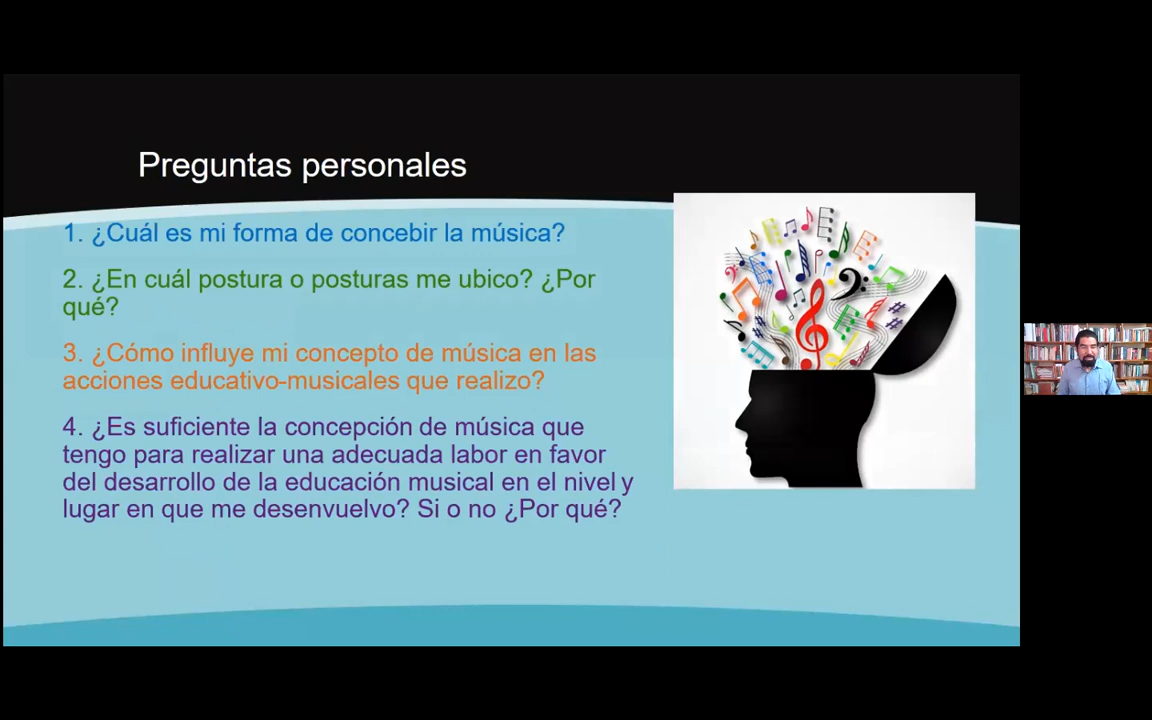 Preguntas personales
1. ¿Cuál es mi forma de concebir la música?
2. ¿En cuál postura o posturas me ubico? ¿Por
qué?
3. ¿Cómo influye mi concepto de música en las
acciones educativo-musicales que realizo?
4. ¿Es suficiente la concepción de música que
tengo para realizar una adecuada labor en favor
del desarrollo de la educación musical en el nivel y
lugar en que me desenvuelvo? Si o no ¿Por qué?